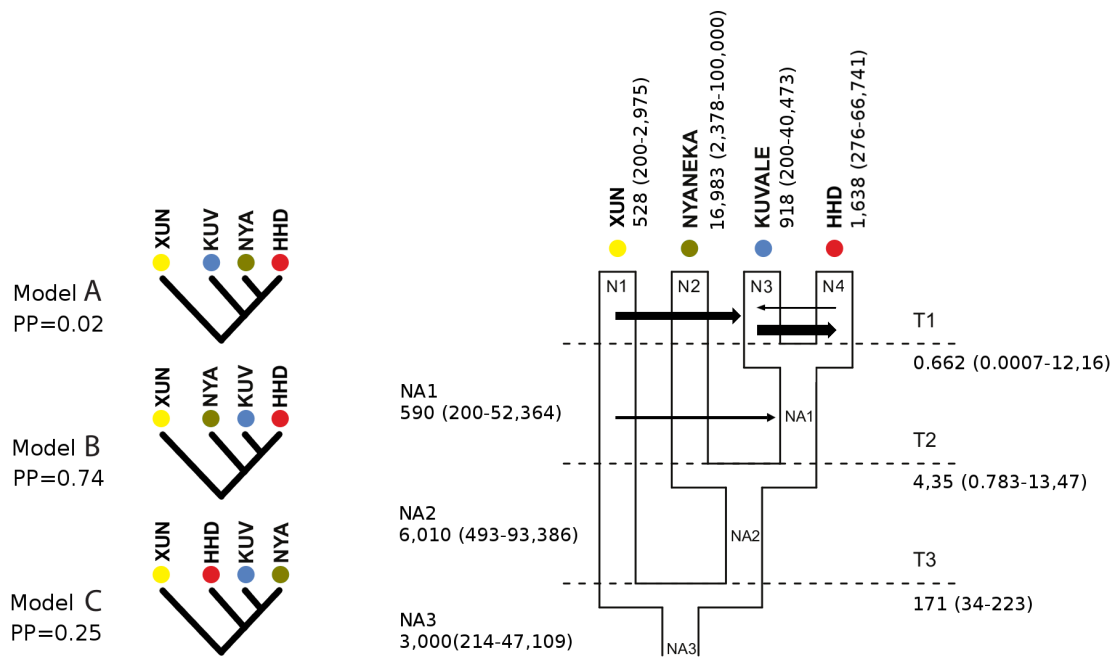 XUN
KUV
NYA
HHD
Model A
PP=0.02
XUN
NYA
KUV
HHD
Model B
PP=0.74
XUN
HHD
KUV
NYA
Model C
PP=0.25
XUN
528 (200-2,975)
NYANEKA
16,983 (2,378-100,000)
KUVALE
918 (200-40,473)
HHD
1,638 (276-66,741)
N1
N2
N3
N4
T1
0.662 (0.0007-12,16)
NA1
590 (200-52,364)
NA1
T2
4,35 (0.783-13,47)
NA2
6,010 (493-93,386)
NA2
T3
171 (34-223)
NA3
3,000(214-47,109)
NA3